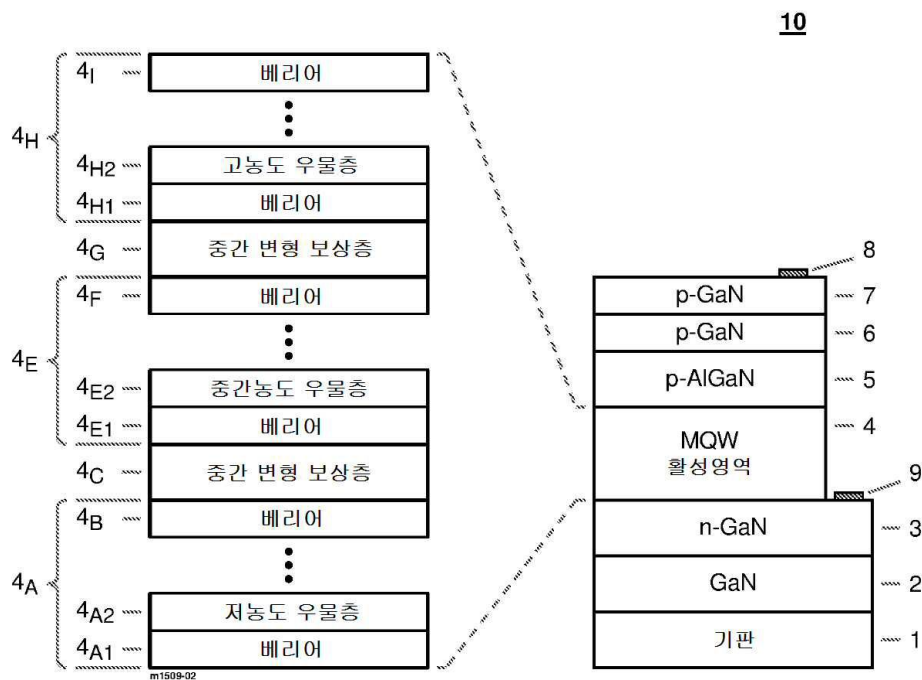 10
4I 베리어
4H
4H2 고농도 우물층
4H1 베리어
4G 중간 변형 보상층
4F 베리어
4E
4E2 중간농도 우물층
4E1 베리어
4C 중간 변형 보상층
4B 베리어
4A
4A2 저농도 우물층
4A1 베리어
m1509-02
8
p-GaN 7
p-GaN 6
p-AlGaN 5
4
MQW
활성영역
9
n-GaN 3
GaN 2
기판 1